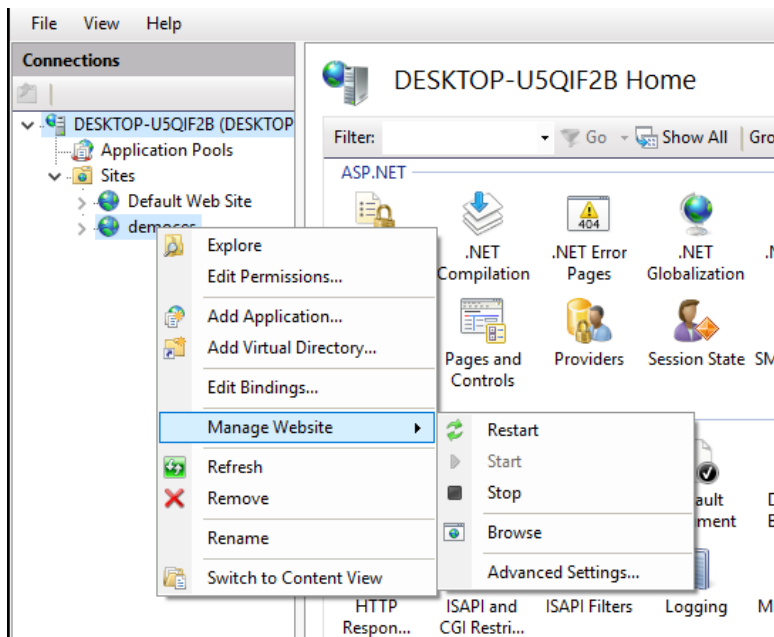 File View Help
Connections
DESKTOP-U5QIF2B (DESKTOP
Application Pools
Sites
Default Web Site
DESKTOP-U5QIF2B Home
Filter:
Go
Show All
ASP.NET
.NET
Compilation
.NET Error
Pages
404
.NET
Globalization
Pages and
Controls
Providers
Session State
Explore
Edit Permissions...
Add Application...
Add Virtual Directory...
Edit Bindings...
Manage Website
Refresh
Remove
Rename
Switch to Content View
Restart
Start
Stop
Browse
Advanced Settings...
HTTP
Respon...
ISAPI and
CGI Restri...
ISAPI Filters
Logging